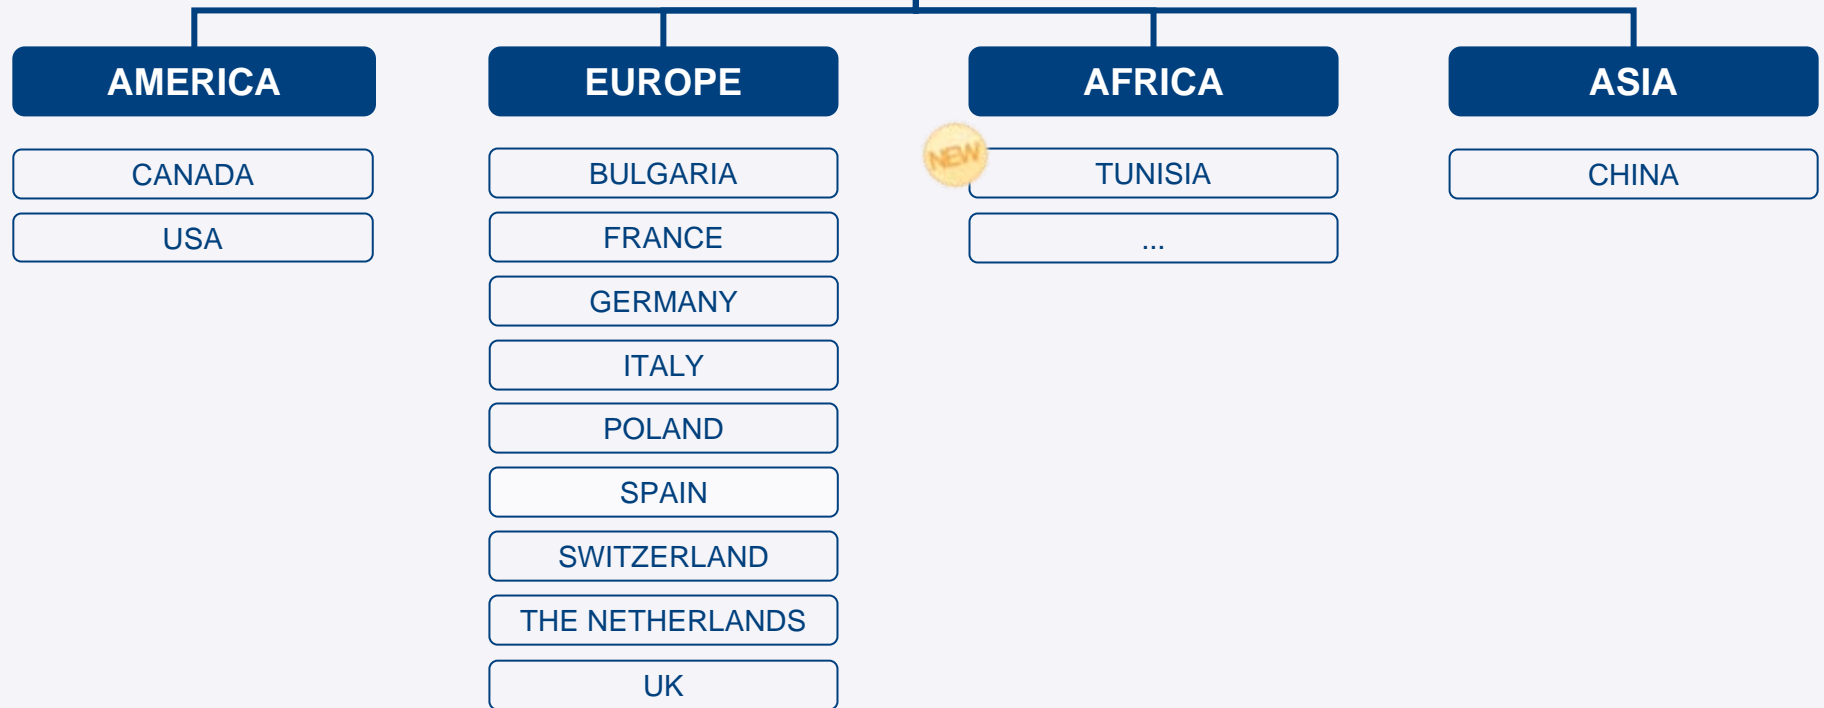 AMERICA
CANADA
USA
EUROPE
BULGARIA
FRANCE
GERMANY
ITALY
POLAND
SPAIN
SWITZERLAND
THE NETHERLANDS
UK
AFRICA
NEW
TUNISIA
...
ASIA
CHINA